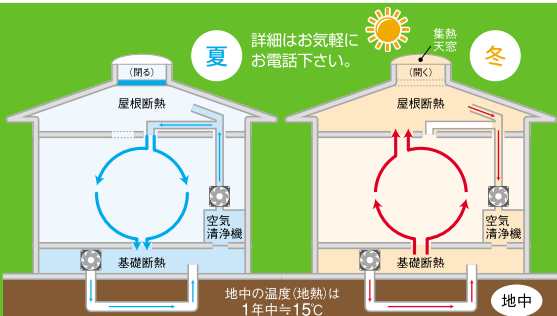 夏
詳細はお気軽に
お電話下さい。
集熱
天窓
冬
(閉る)
屋根断熱
空気
清浄機
基礎断熱
(開く)
屋根断熱
空気
清浄機
基礎断熱
地中の温度(地熱)は
1年中≒15℃
地中